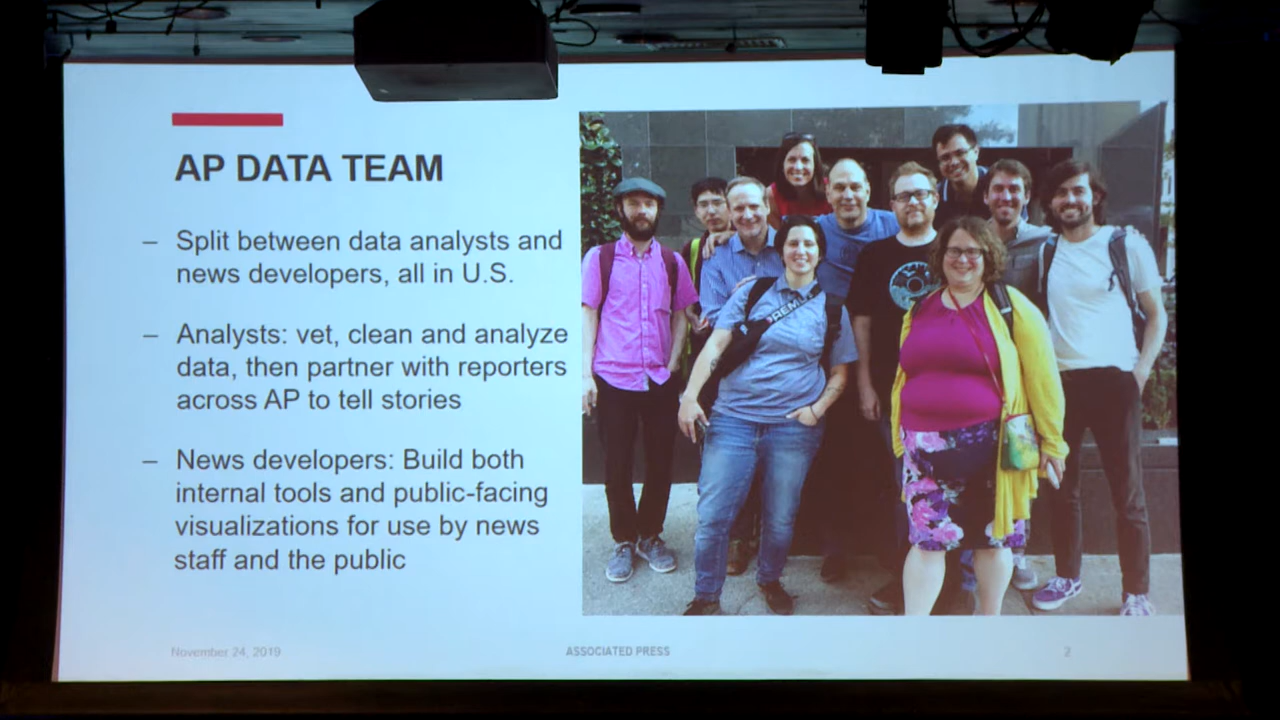 AP DATA TEAM
– Split between data analysts and
news developers, all in U.S.
– Analysts: vet, clean and analyze
data, then partner with reporters
across AP to tell stories
– News developers: Build both
internal tools and public-facing
visualizations for use by news
staff and the public
November 24, 2019
ASSOCIATED PRESS
2